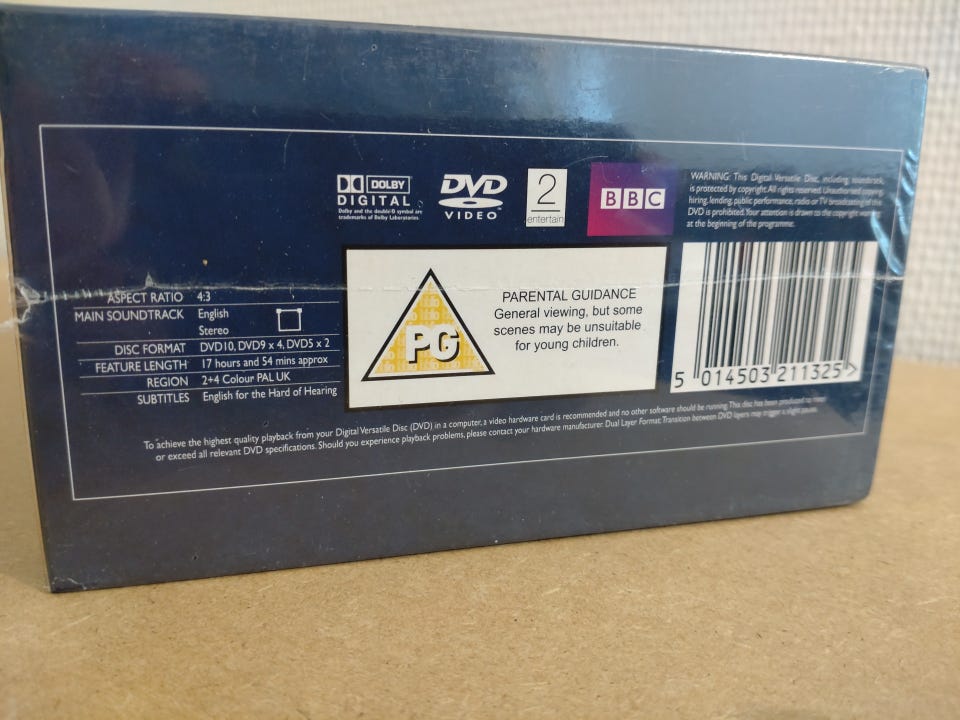 DOLBY
DIGITAL
Dolby and the double-D symbol are
trademarks of Dolby Laboratories
DVD
VIDEO™
2
entertain
BBC
WARNING: This Digital Versatile Disc, including soundtrack,
is protected by copyright. All rights reserved. Unauthorised copying,
hiring, lending, public performance, radio or TV broadcasting of this
DVD is prohibited. Your attention is drawn to the copyright warning
at the beginning of the programme.
ASPECT RATIO 4:3
MAIN SOUNDTRACK English
Stereo
DISC FORMAT DVD10, DVD9 x 4, DVD5 x 2
FEATURE LENGTH 17 hours and 54 mins approx
REGION 2+4 Colour PAL UK
SUBTITLES English for the Hard of Hearing
PG
PARENTAL GUIDANCE
General viewing, but some
scenes may be unsuitable
for young children.
5 014503 211325 >
To achieve the highest quality playback from your Digital Versatile Disc (DVD) in a computer, a video hardware card is recommended and no other software should be running. This disc has been produced to meet
or exceed all relevant DVD specifications. Should you experience playback problems, please contact your hardware manufacturer. Dual Layer Format: Transition between DVD layers may trigger a slight pause.